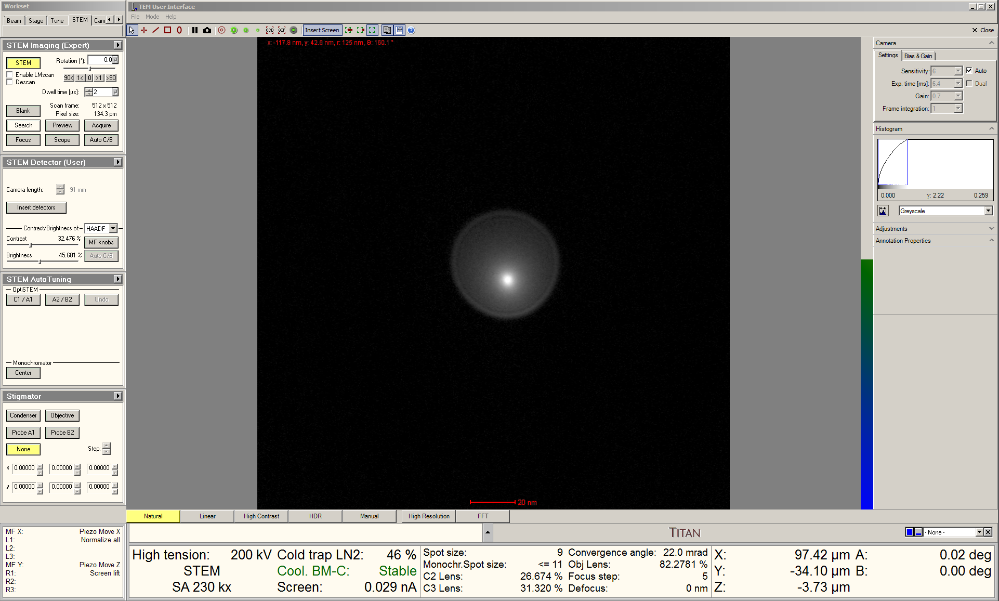 Workset
Beam Stage Tune STEM Cam
STEM Imaging (Expert)
STEM
Rotation (°): 0.0
Enable LMscan
Descan
90< 1< 0 >1 >90
Dwell time [µs]: 2
Scan frame: 512 x 512
Blank
Pixel size: 134.3 pm
Search Preview Acquire
Focus Scope Auto C/B
STEM Detector (User)
Camera length: 91 mm
Insert detectors
Contrast/Brightness of: HAADF
Contrast 32.476 % MF knobs
Brightness 45.681 % Auto C/B
STEM AutoTuning
OptiSTEM
C1 / A1 A2 / B2 Undo
Monochromator
Center
Stigmator
Condenser Objective
Probe A1 Probe B2
None Step:
x 0.00000 0.00000 0.00000
y 0.00000 0.00000 0.00000
MF X: Piezo Move X
L1: Normalize all
L2:
L3:
MF Y: Piezo Move Z
R1: Screen lift
R2:
R3:
TEM User Interface
File Mode Help
CCD GIF Insert Screen Close
x: -117.8 nm, y: 42.6 nm, r: 125 nm, Θ: 160.1 °
20 nm
Natural Linear High Contrast HDR Manual High Resolution FFT
Camera
Settings Bias & Gain
Sensitivity: 6 Auto
Exp. time [ms]: 6.4 Dual
Gain: 0.7
Frame integration: 1
Histogram
0.000 γ: 2.22 0.259
Greyscale
Adjustments
Annotation Properties
TITAN
- None -
High tension: 200 kV
STEM
SA 230 kx
Cold trap LN2: 46 %
Cool. BM-C: Stable
Screen: 0.029 nA
Spot size: 9
Monochr.Spot size: <= 11
C2 Lens: 26.674 %
C3 Lens: 31.320 %
Convergence angle: 22.0 mrad
Obj Lens: 82.2781 %
Focus step: 5
Defocus: 0 nm
X: 97.42 µm A: 0.02 deg
Y: -34.10 µm B: 0.00 deg
Z: -3.73 µm